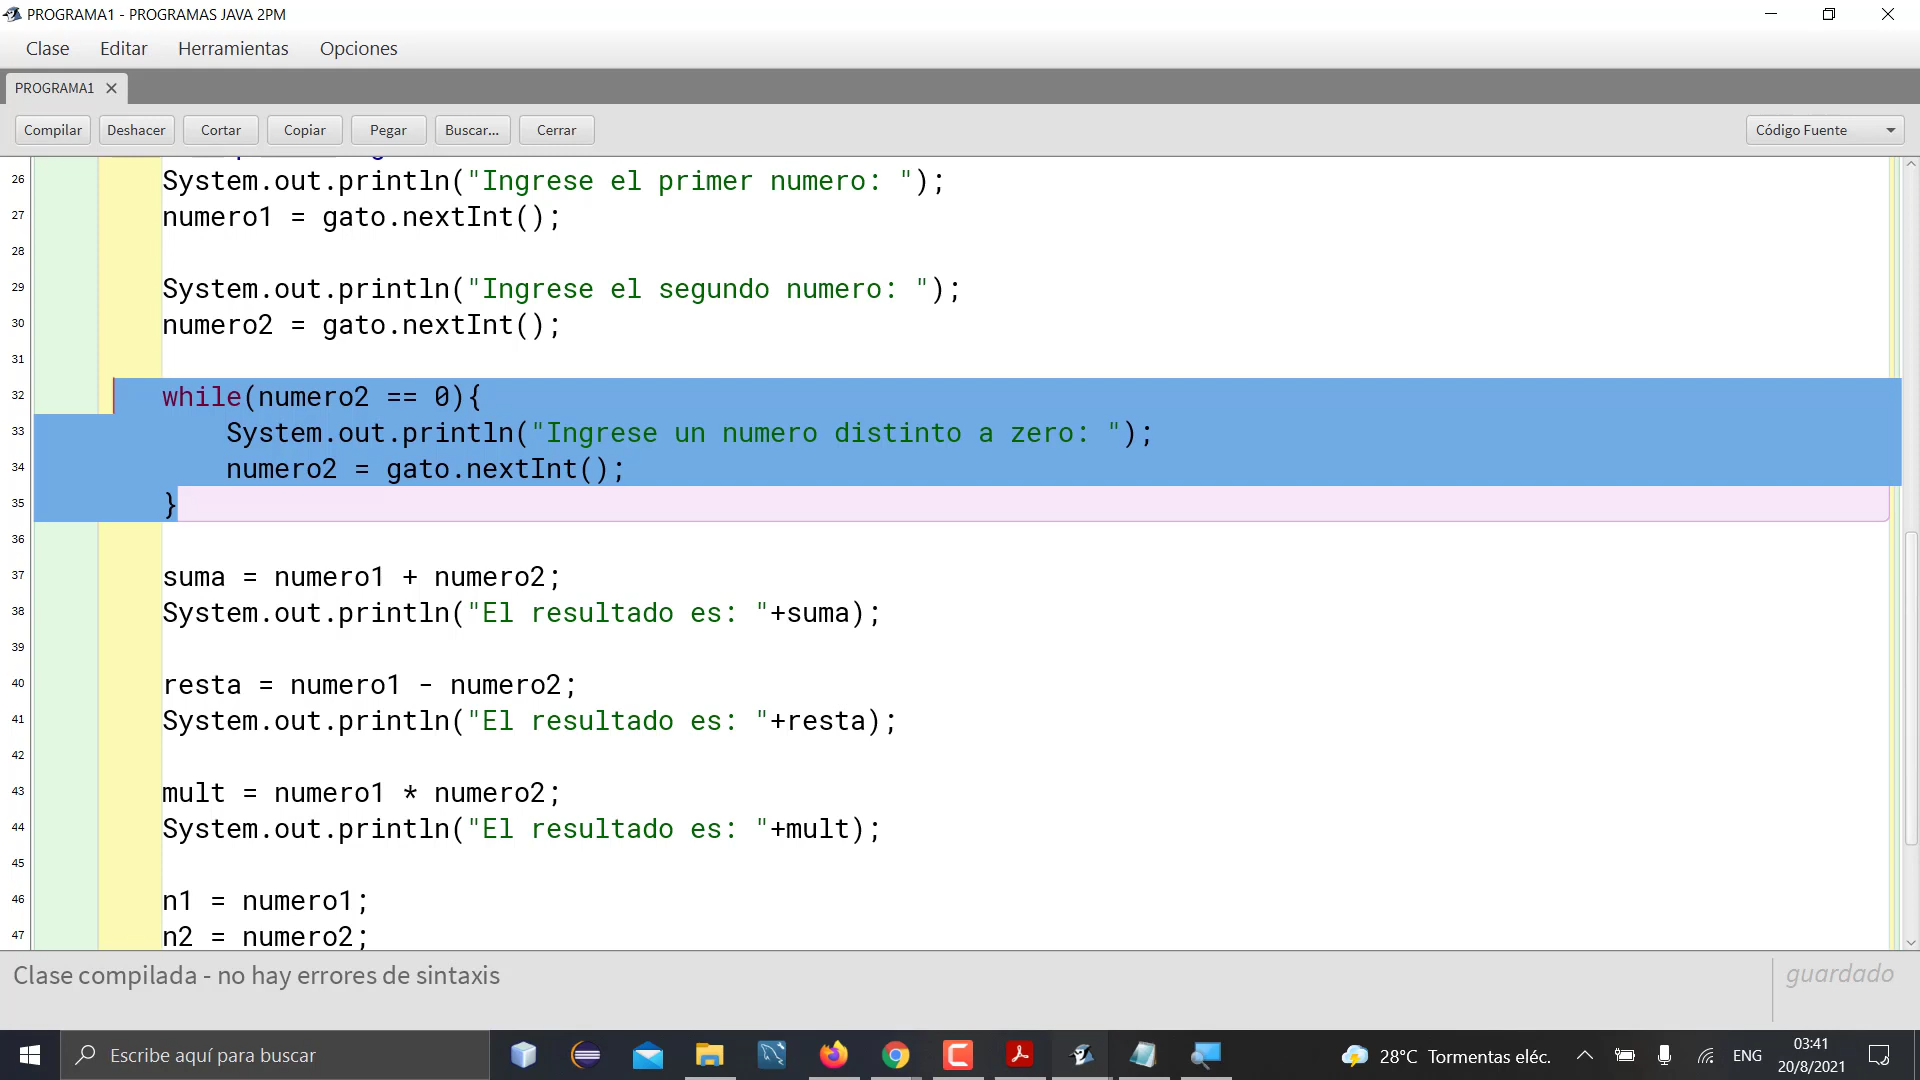 PROGRAMA1 - PROGRAMAS JAVA 2PM
Clase Editar Herramientas Opciones
PROGRAMA1
Compilar Deshacer Cortar Copiar Pegar Buscar... Cerrar Código Fuente
26 System.out.println("Ingrese el primer numero: ");
27 numero1 = gato.nextInt();
28
29 System.out.println("Ingrese el segundo numero: ");
30 numero2 = gato.nextInt();
31
32 while(numero2 == 0){
33 System.out.println("Ingrese un numero distinto a zero: ");
34 numero2 = gato.nextInt();
35 }
36
37 suma = numero1 + numero2;
38 System.out.println("El resultado es: "+suma);
39
40 resta = numero1 - numero2;
41 System.out.println("El resultado es: "+resta);
42
43 mult = numero1 * numero2;
44 System.out.println("El resultado es: "+mult);
45
46 n1 = numero1;
47 n2 = numero2;
Clase compilada - no hay errores de sintaxis
guardado
Escribe aquí para buscar
28°C Tormentas eléc.
ENG
03:41
20/8/2021